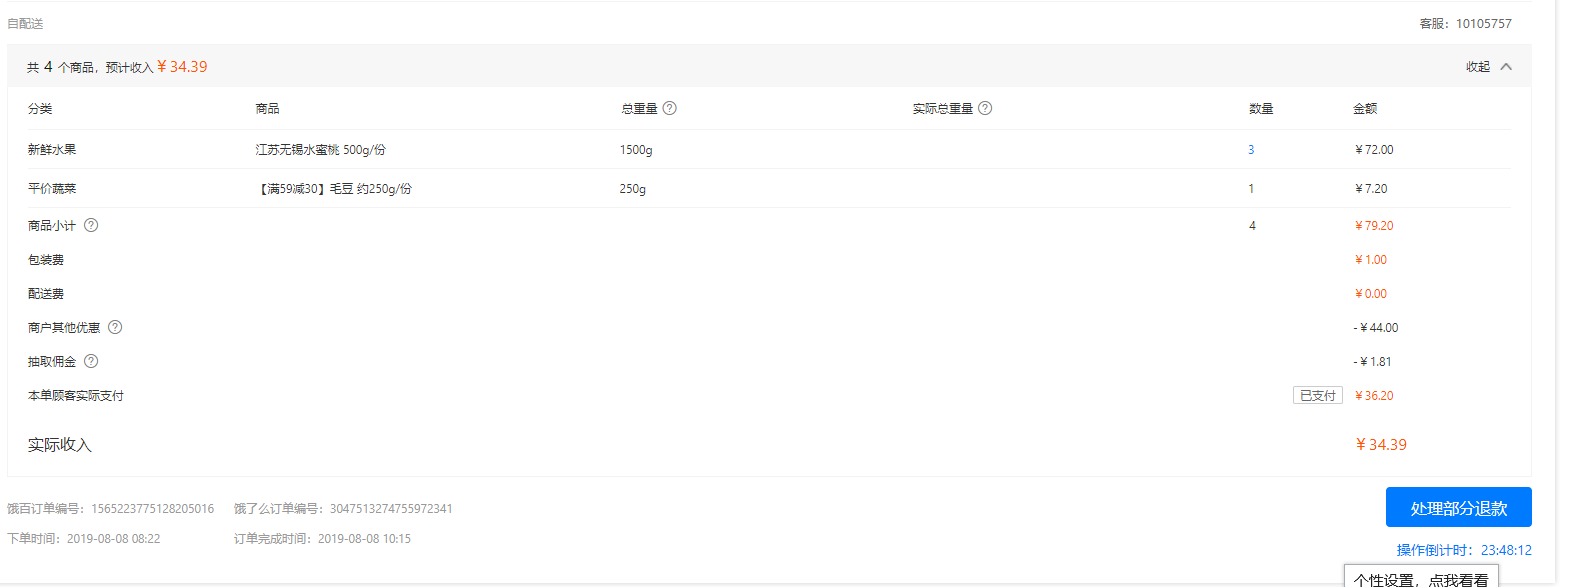 自配送 客服：10105757
共 4 个商品，预计收入 ¥ 34.39 收起
分类 商品 总重量 ? 实际总重量 ? 数量 金额
新鲜水果 江苏无锡水蜜桃 500g/份 1500g 3 ¥ 72.00
平价蔬菜 【满59减30】毛豆 约250g/份 250g 1 ¥ 7.20
商品小计 ? 4 ¥ 79.20
包装费 ¥ 1.00
配送费 ¥ 0.00
商户其他优惠 ? - ¥ 44.00
抽取佣金 ? - ¥ 1.81
本单顾客实际支付 已支付 ¥ 36.20
实际收入 ¥ 34.39
饿百订单编号：1565223775128205016 饿了么订单编号：3047513274755972341 处理部分退款
下单时间：2019-08-08 08:22 订单完成时间：2019-08-08 10:15
操作倒计时：23:48:12
个性设置，点我看看